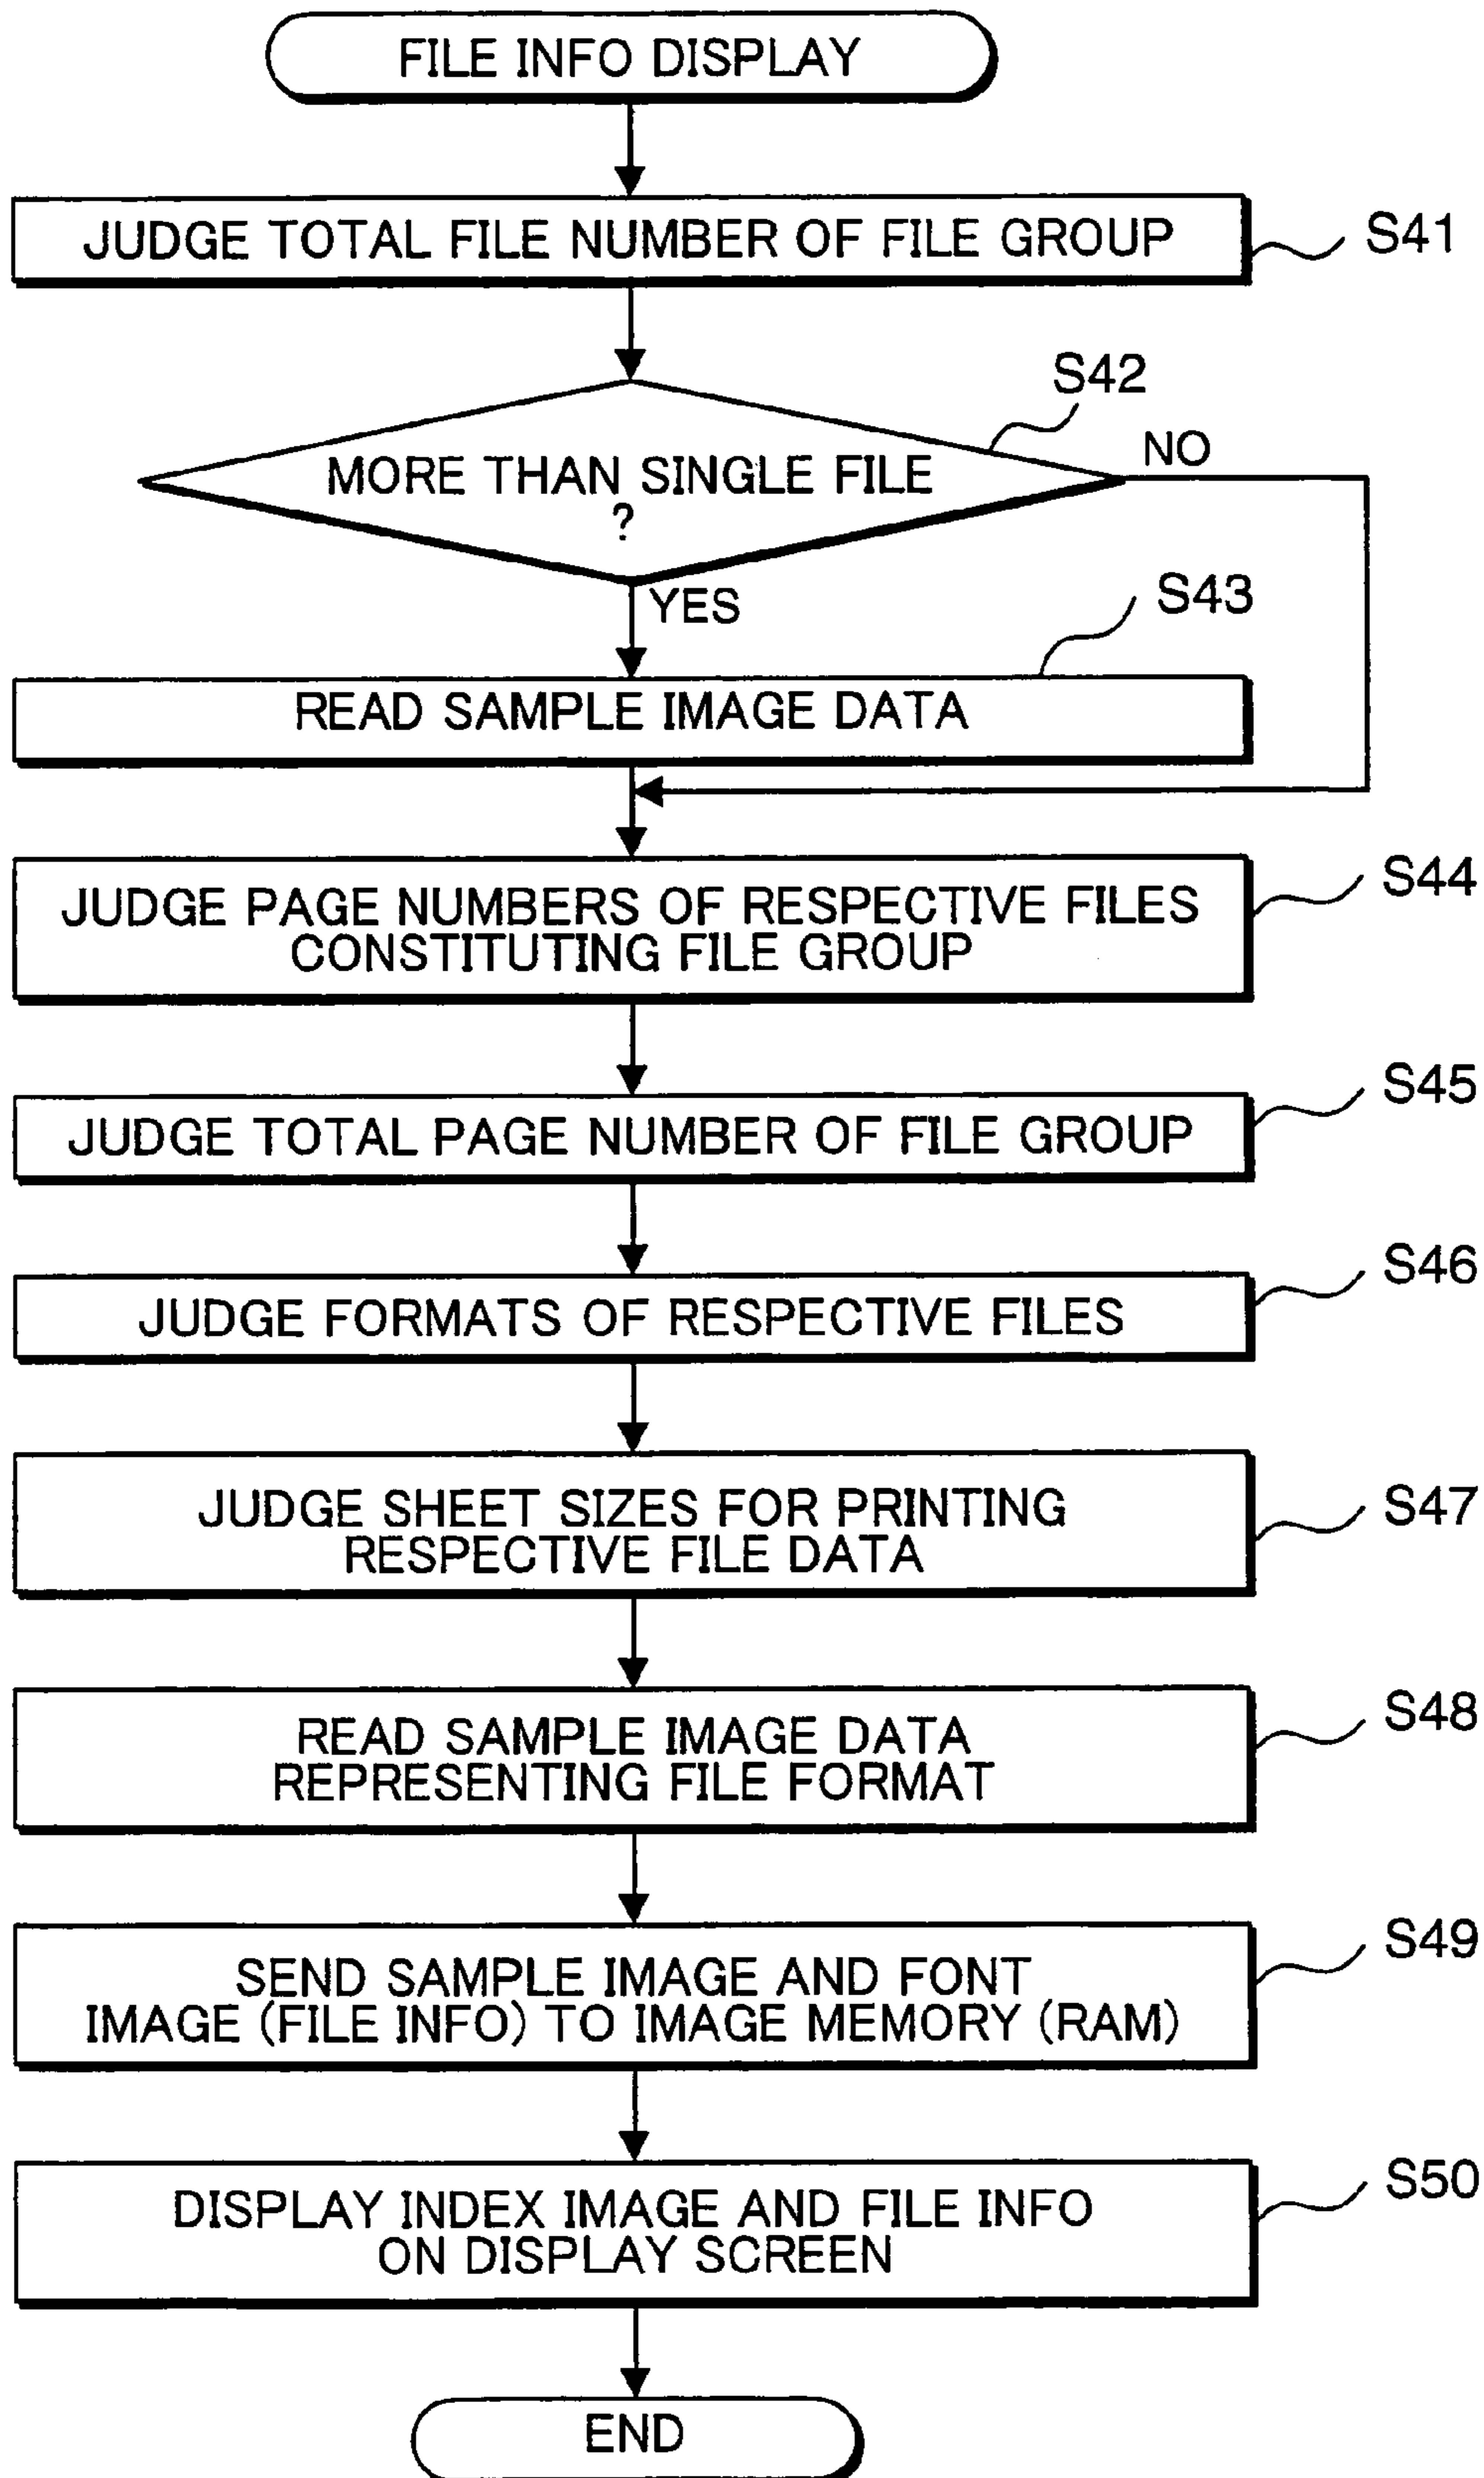 FILE INFO DISPLAY
JUDGE TOTAL FILE NUMBER OF FILE GROUP
S41
S42
MORE THAN SINGLE FILE
?
NO
YES
S43
READ SAMPLE IMAGE DATA
S44
JUDGE PAGE NUMBERS OF RESPECTIVE FILES
CONSTITUTING FILE GROUP
S45
JUDGE TOTAL PAGE NUMBER OF FILE GROUP
S46
JUDGE FORMATS OF RESPECTIVE FILES
S47
JUDGE SHEET SIZES FOR PRINTING
RESPECTIVE FILE DATA
S48
READ SAMPLE IMAGE DATA
REPRESENTING FILE FORMAT
S49
SEND SAMPLE IMAGE AND FONT
IMAGE (FILE INFO) TO IMAGE MEMORY (RAM)
S50
DISPLAY INDEX IMAGE AND FILE INFO
ON DISPLAY SCREEN
END